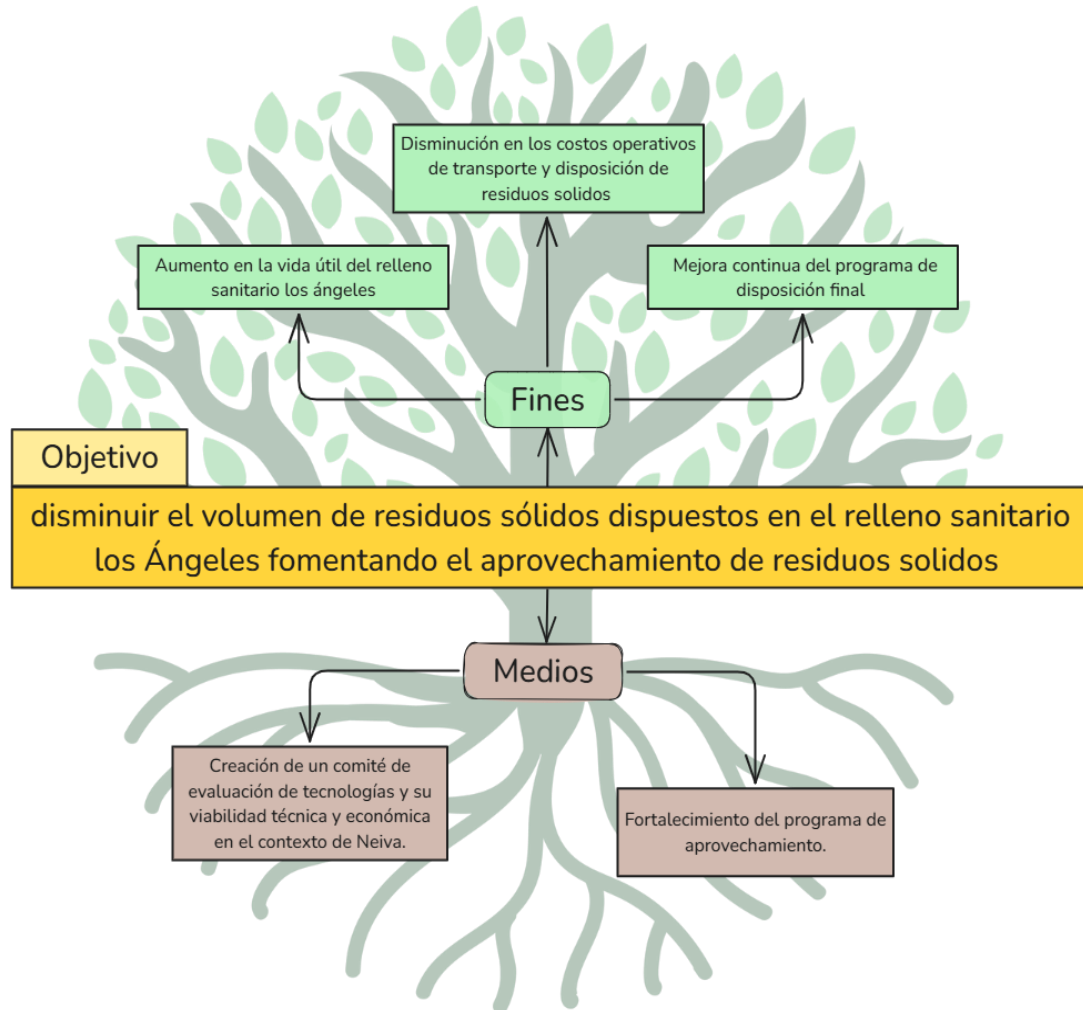 Disminución en los costos operativos
de transporte y disposición de
residuos solidos
Aumento en la vida útil del relleno
sanitario los ángeles
Mejora continua del programa de
disposición final
Fines
Objetivo
disminuir el volumen de residuos sólidos dispuestos en el relleno sanitario
los Ángeles fomentando el aprovechamiento de residuos solidos
Medios
Creación de un comité de
evaluación de tecnologías y su
viabilidad técnica y económica
en el contexto de Neiva.
Fortalecimiento del programa de
aprovechamiento.